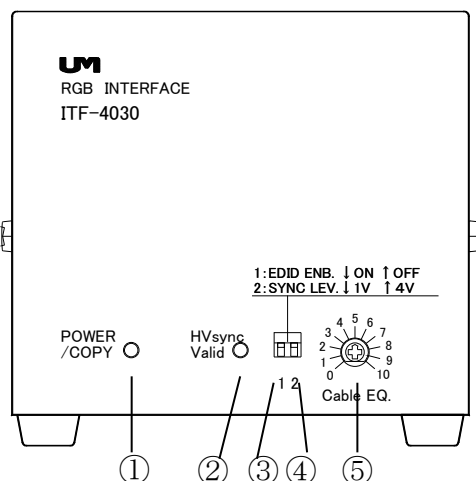 UM
RGB INTERFACE
ITF-4030
1:EDID ENB. ↓ON ↑OFF
2:SYNC LEV.↓1V ↑4V
POWER
/COPY
HVsync
Valid
1 2
0 1 2 3 4 5 6 7 8 9 10
Cable EQ.
① ② ③ ④ ⑤